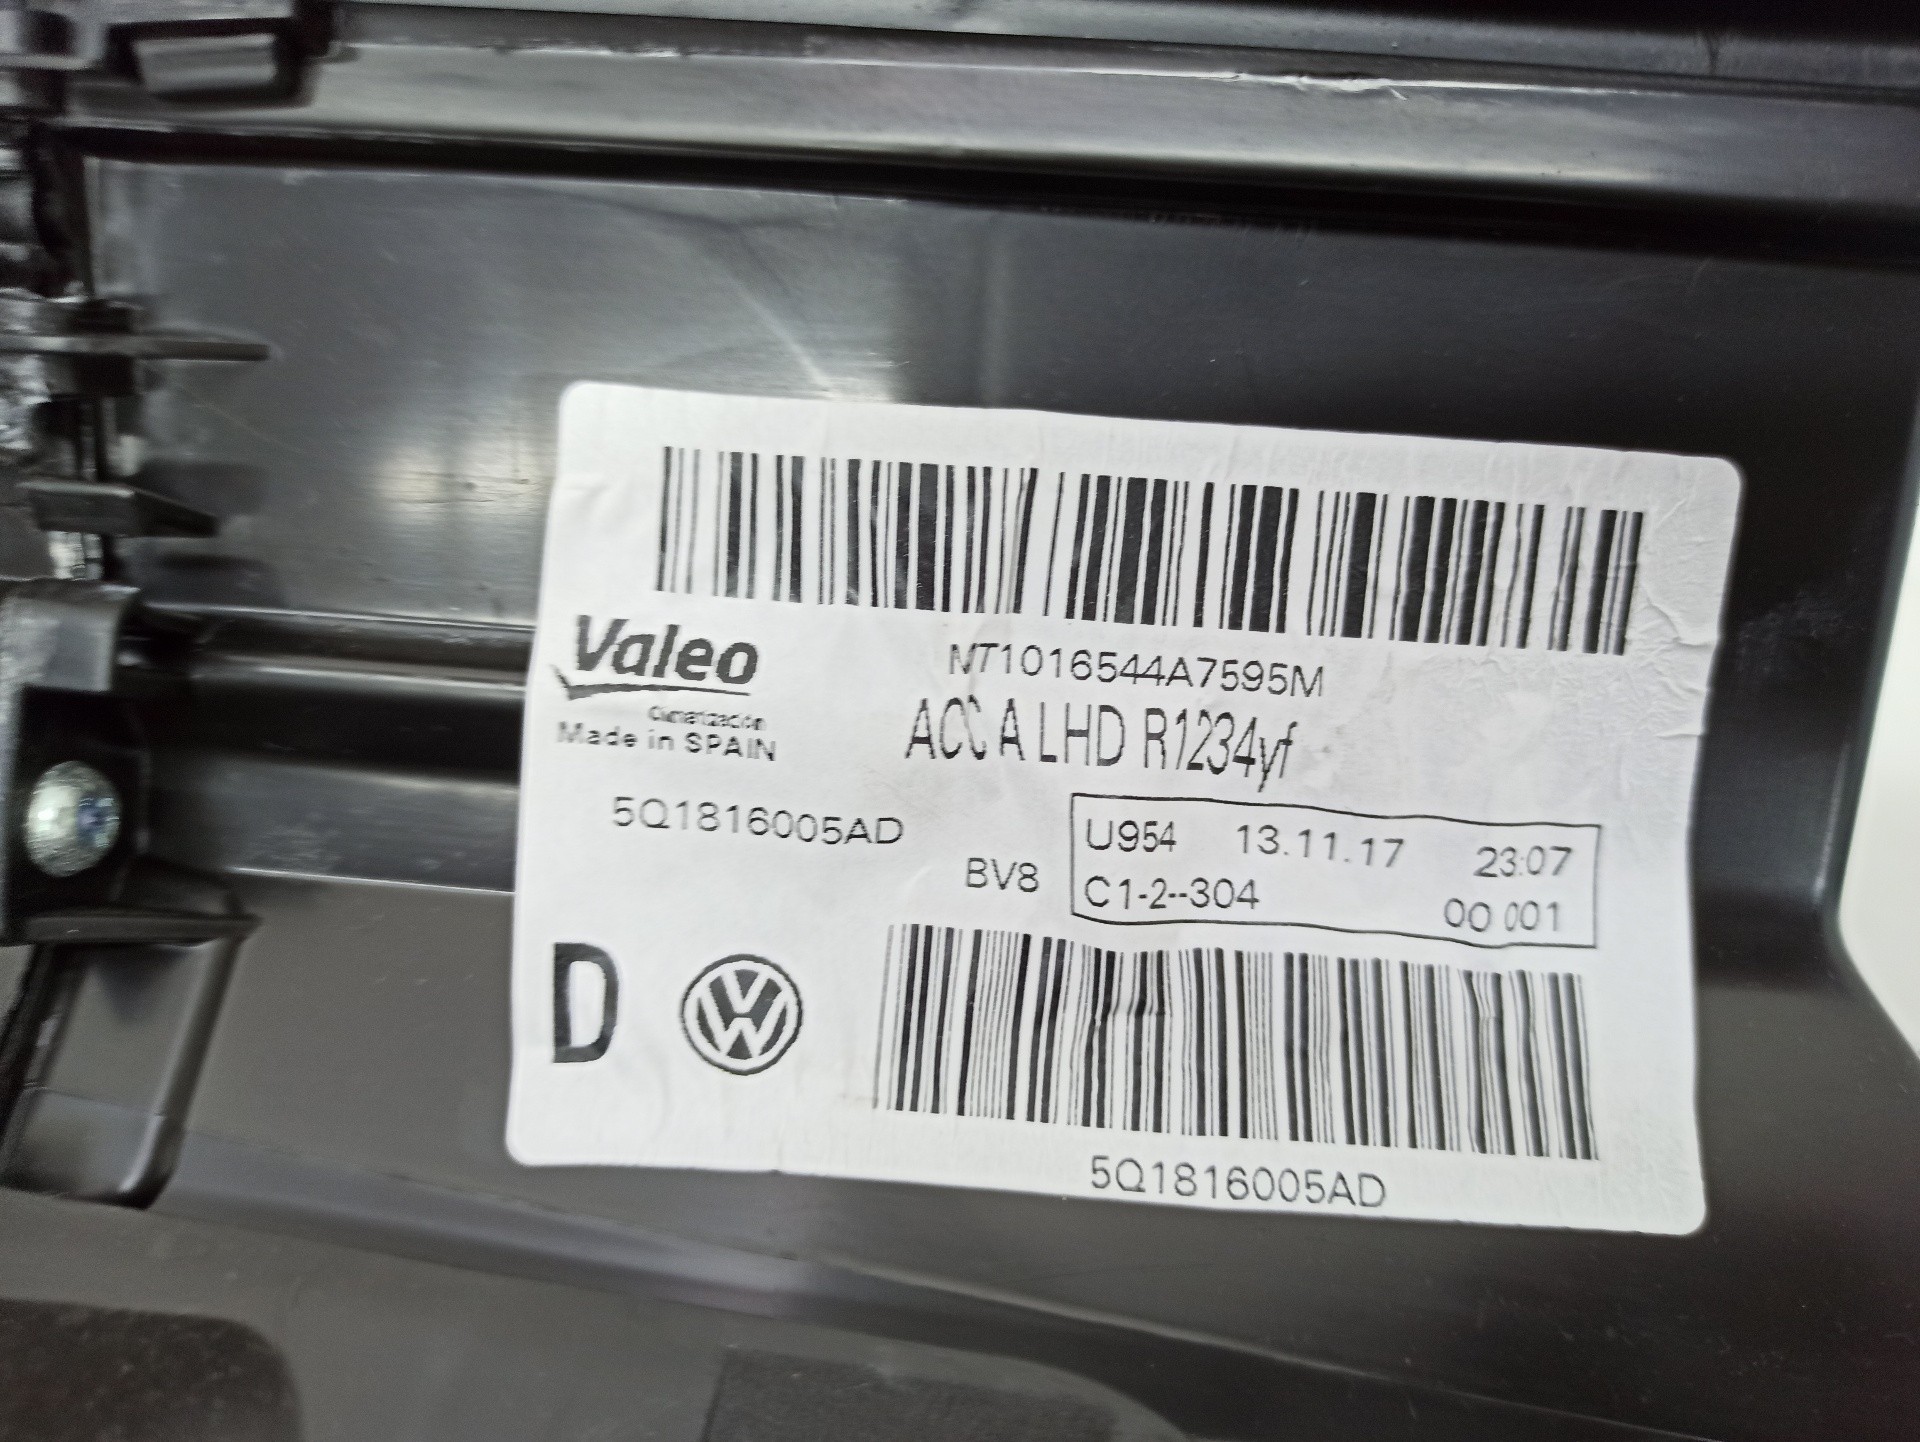 Valeo
Climatización
Made in SPAIN
MT1016544A7595M
ACC A LHD R1234yf
5Q1816005AD
BV8
U954 13.11.17 23:07
C1-2--304 00 001
D
VW
5Q1816005AD